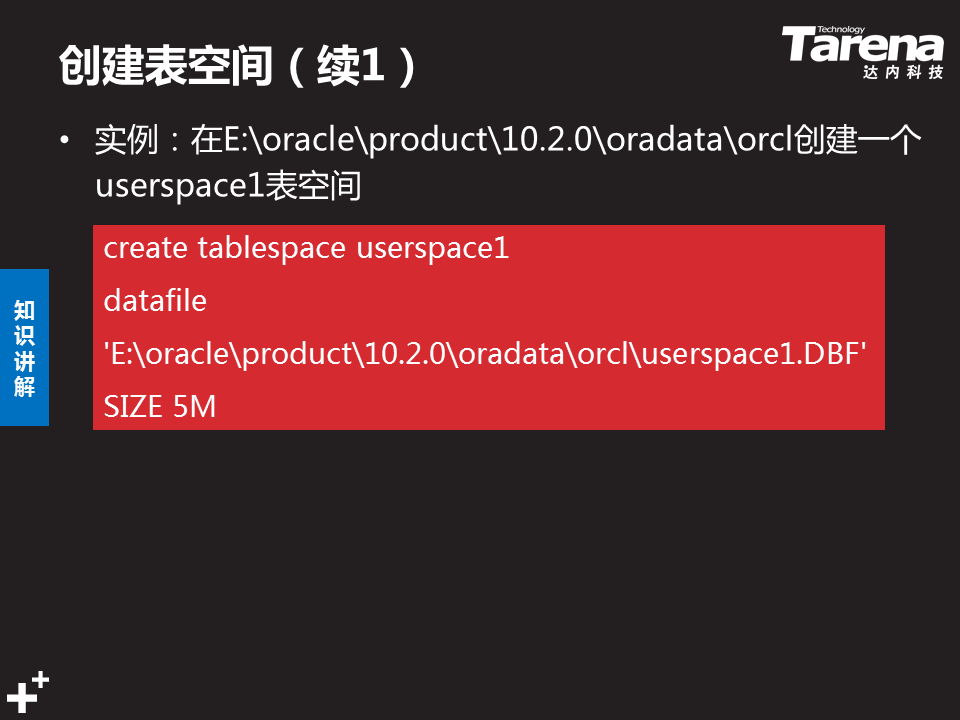 创建表空间（续1）
Technology
Tarena
达内科技
• 实例：在E:\oracle\product\10.2.0\oradata\orcl创建一个
userspace1表空间
create tablespace userspace1
datafile
'E:\oracle\product\10.2.0\oradata\orcl\userspace1.DBF'
SIZE 5M
知
识
讲
解